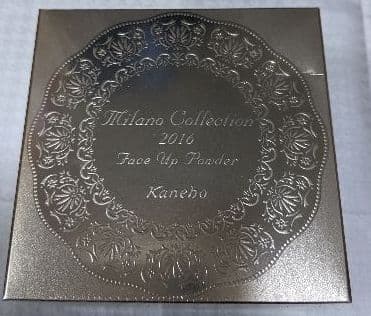 Milano Collection
2016
Face Up Powder
Kanebo